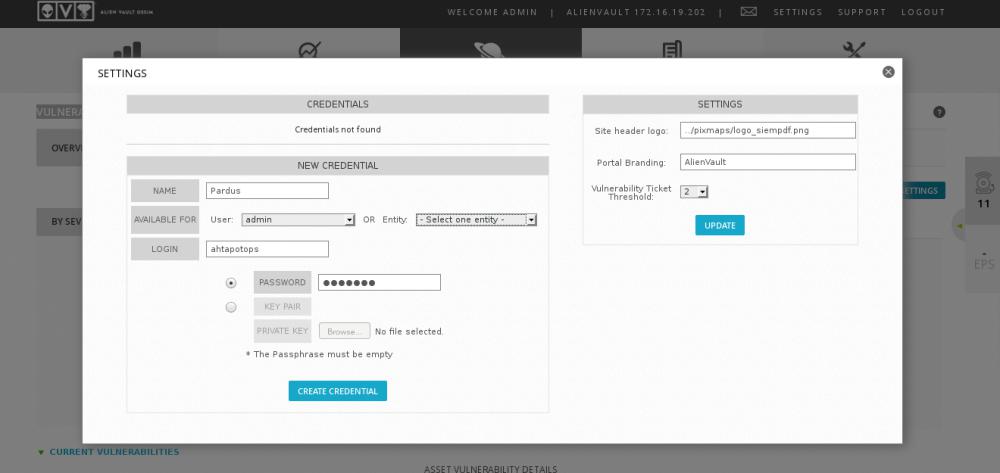 ALIEN VAULT OSSIM
WELCOME ADMIN | ALIENVAULT 172.16.19.202 | SETTINGS SUPPORT LOGOUT
SETTINGS
CREDENTIALS
Credentials not found
NEW CREDENTIAL
NAME Pardus
AVAILABLE FOR User: admin OR Entity: - Select one entity -
LOGIN ahtapotops
PASSWORD ●●●●●●●
KEY PAIR
PRIVATE KEY Browse... No file selected.
* The Passphrase must be empty
CREATE CREDENTIAL
SETTINGS
Site header logo: ../pixmaps/logo_siempdf.png
Portal Branding: AlienVault
Vulnerability Ticket
Threshold: 2
UPDATE
VULNERA
?
OVERV
ETTINGS
BY SEV
11
-
EPS
CURRENT VULNERABILITIES
ASSET VULNERABILITY DETAILS